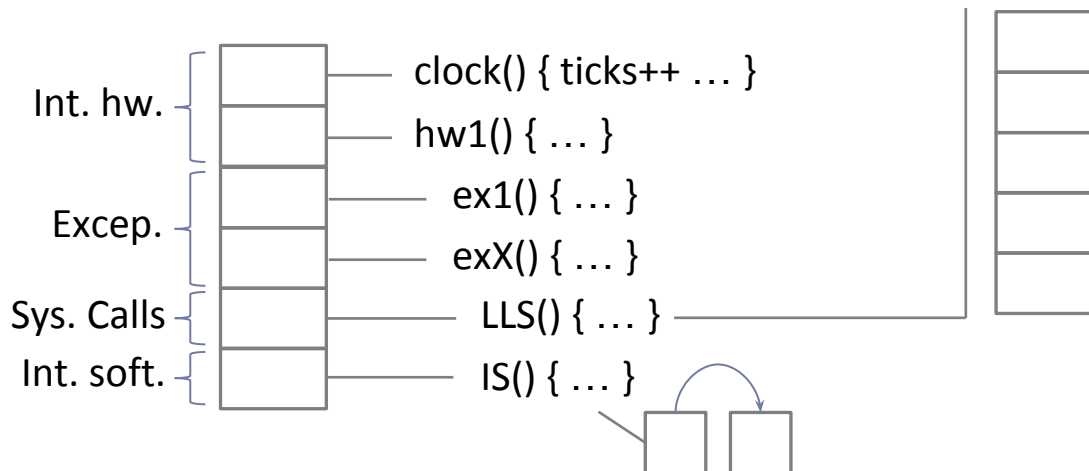 clock() { ticks++ … }
Int. hw.
hw1() { … }
ex1() { … }
Excep.
exX() { … }
Sys. Calls
LLS() { … }
Int. soft.
IS() { … }